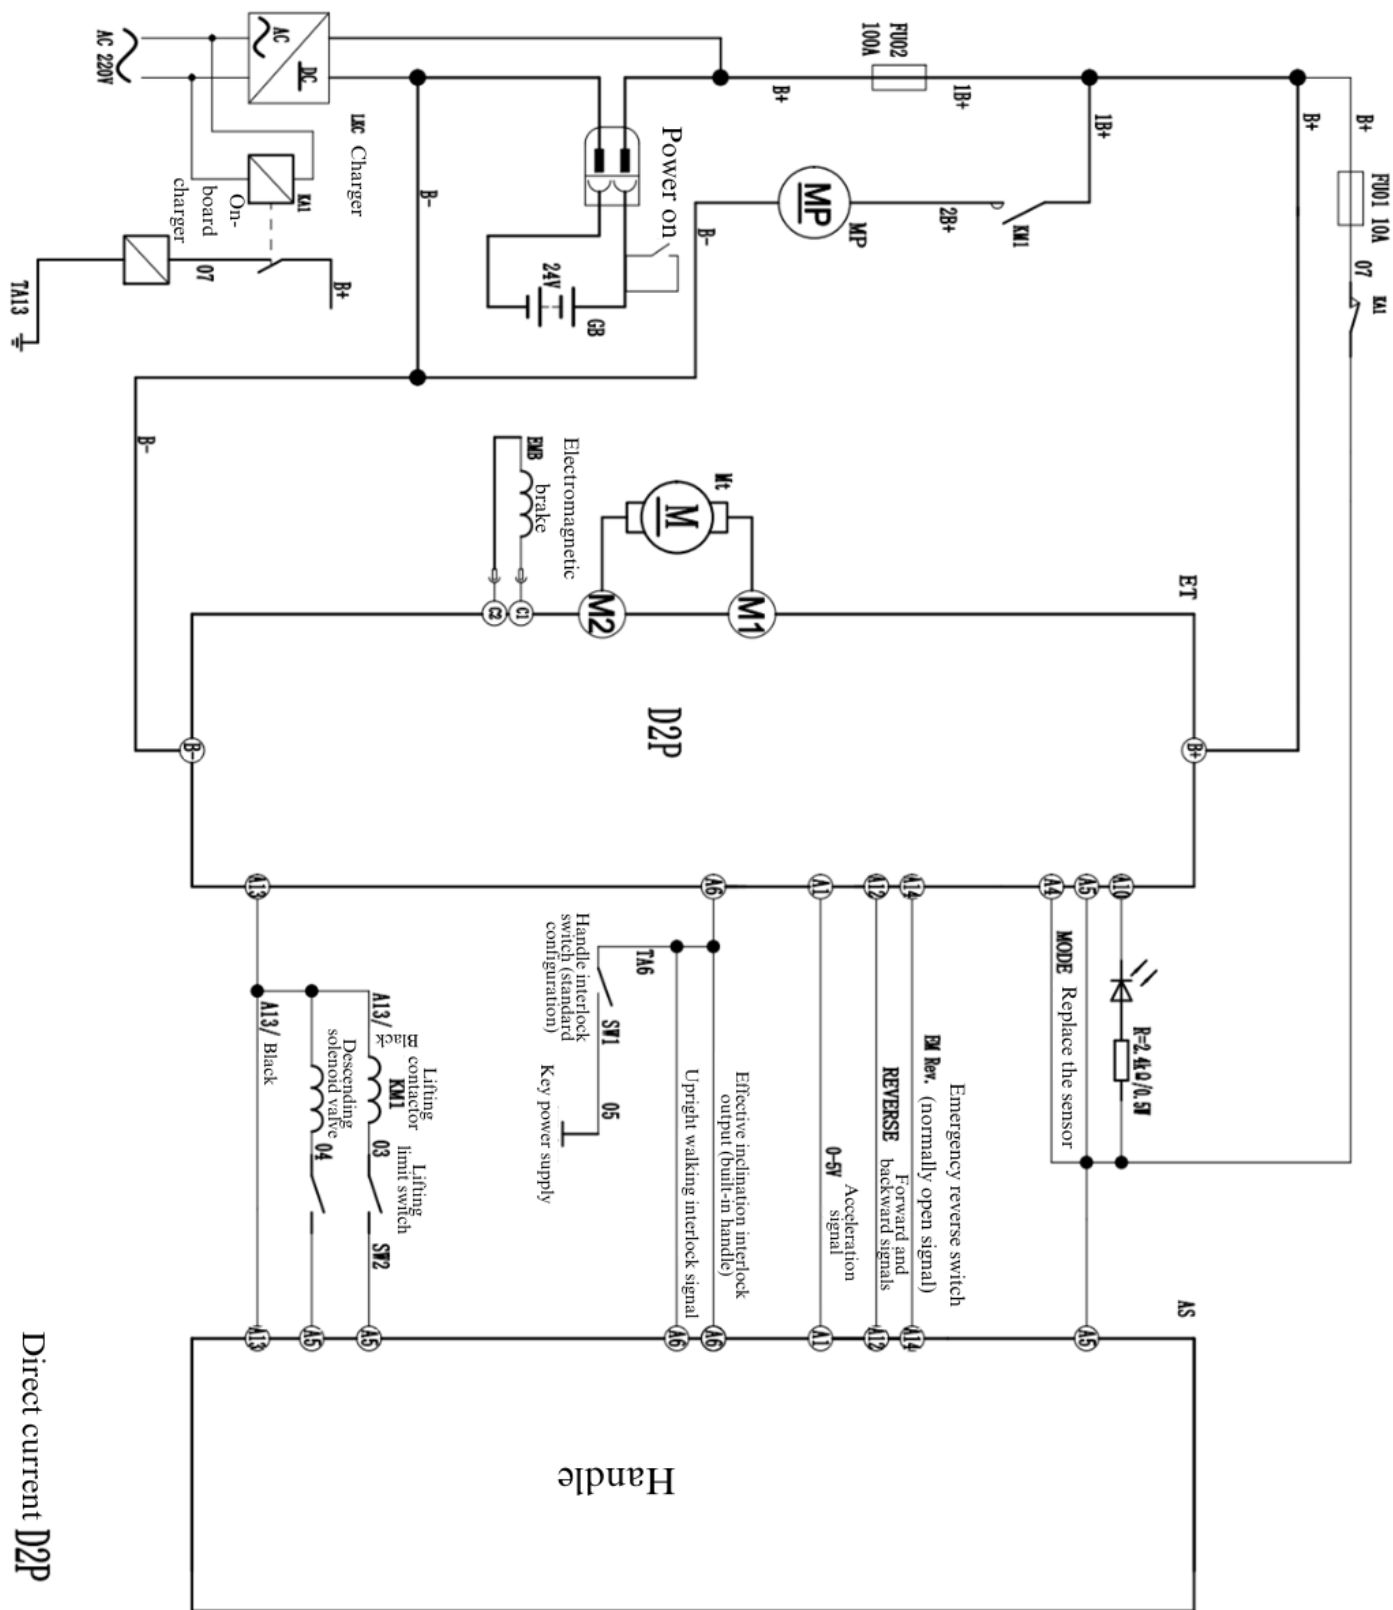 AC 220V
AC
DC
LKC Charger
KA1
On-
board
charger
07
B+
TA13
B-
Power on
24V
GB
B+
FU02
100A
1B+
1B+
B+
B+
FU01 10A
07
KA1
MP
MP
2B+
KM1
B-
B-
Electromagnetic
brake
EMB
Mt
M
C2
C1
M2
M1
ET
D2P
B-
B+
A13
A6
A1
A12
A14
A4
A5
A10
MODE Replace the sensor
R=2.4kΩ/0.5W
Emergency reverse switch
EM Rev. (normally open signal)
REVERSE Forward and
backward signals
0-5V Acceleration
signal
Effective inclination interlock
output (built-in handle)
Upright walking interlock signal
TA6
Handle interlock
switch (standard
configuration)
SW1
05
Key power supply
A13/ Black
Lifting
contactor
KM1
03
Lifting
limit switch
SW2
Descending
solenoid valve
04
A13/ Black
A13
A5
A5
A6
A6
A1
A12
A14
A5
AS
Handle
Direct current D2P